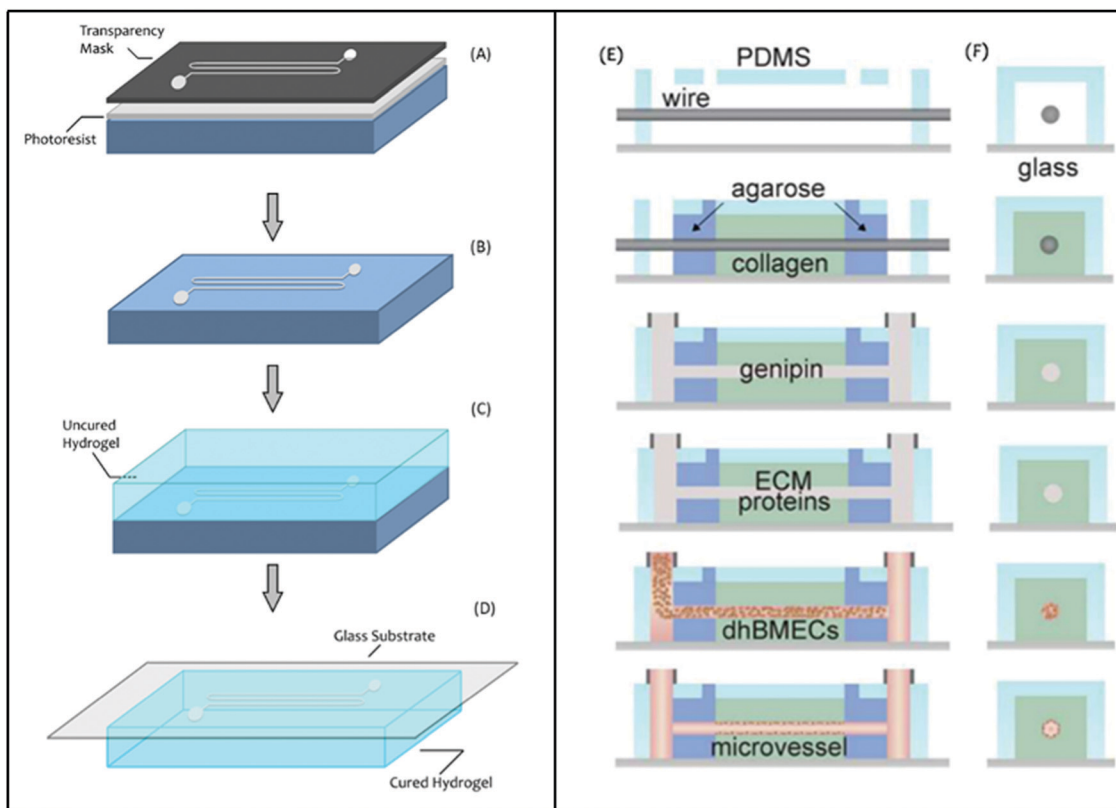 Transparency
Mask
(A)
Photoresist
(B)
(C)
Uncured
Hydrogel
(D)
Glass Substrate
Cured Hydrogel
(E)
PDMS
wire
(F)
glass
agarose
collagen
genipin
ECM
proteins
dhBMECs
microvessel